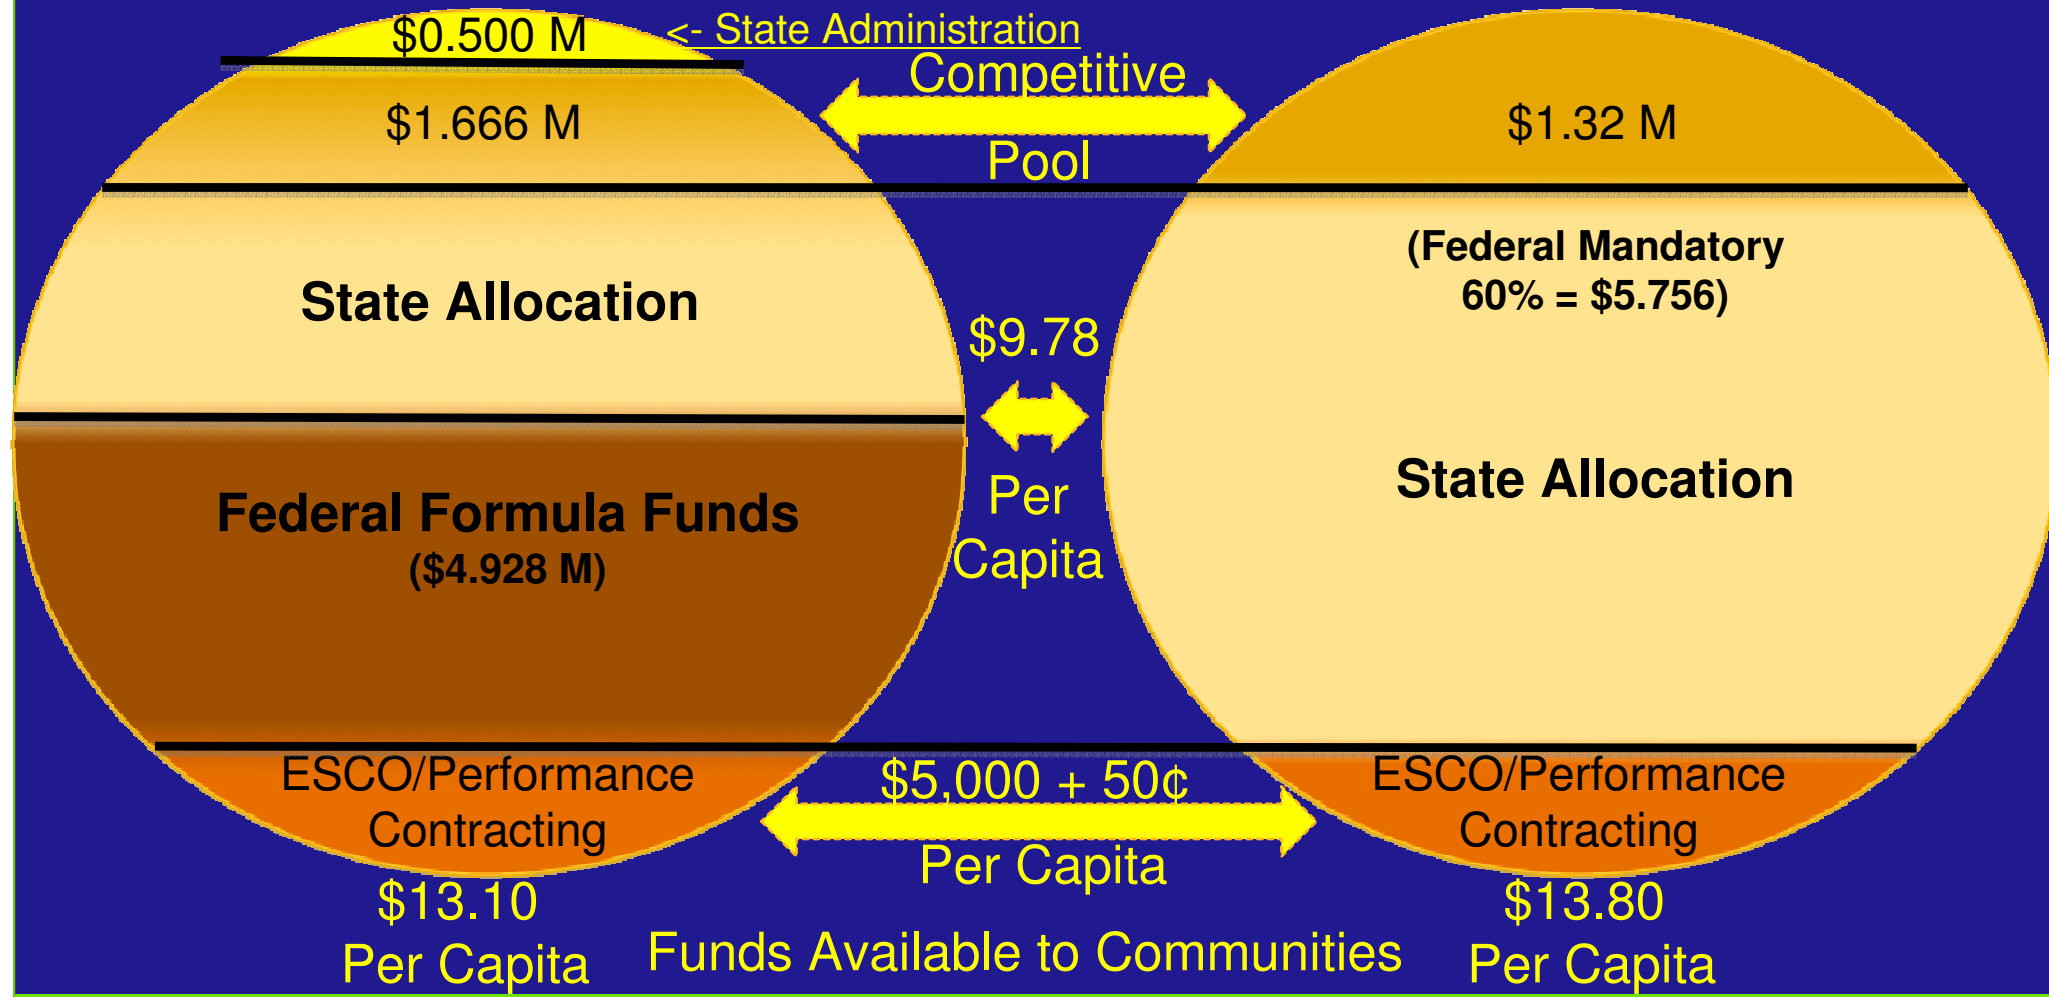 $0.500 M
<- State Administration
Competitive
Pool
$1.666 M
$1.32 M
State Allocation
(Federal Mandatory
60% = $5.756)
$9.78
Per
Capita
Federal Formula Funds
($4.928 M)
State Allocation
ESCO/Performance
Contracting
$5,000 + 50¢
Per Capita
ESCO/Performance
Contracting
$13.10
Per Capita
Funds Available to Communities
$13.80
Per Capita